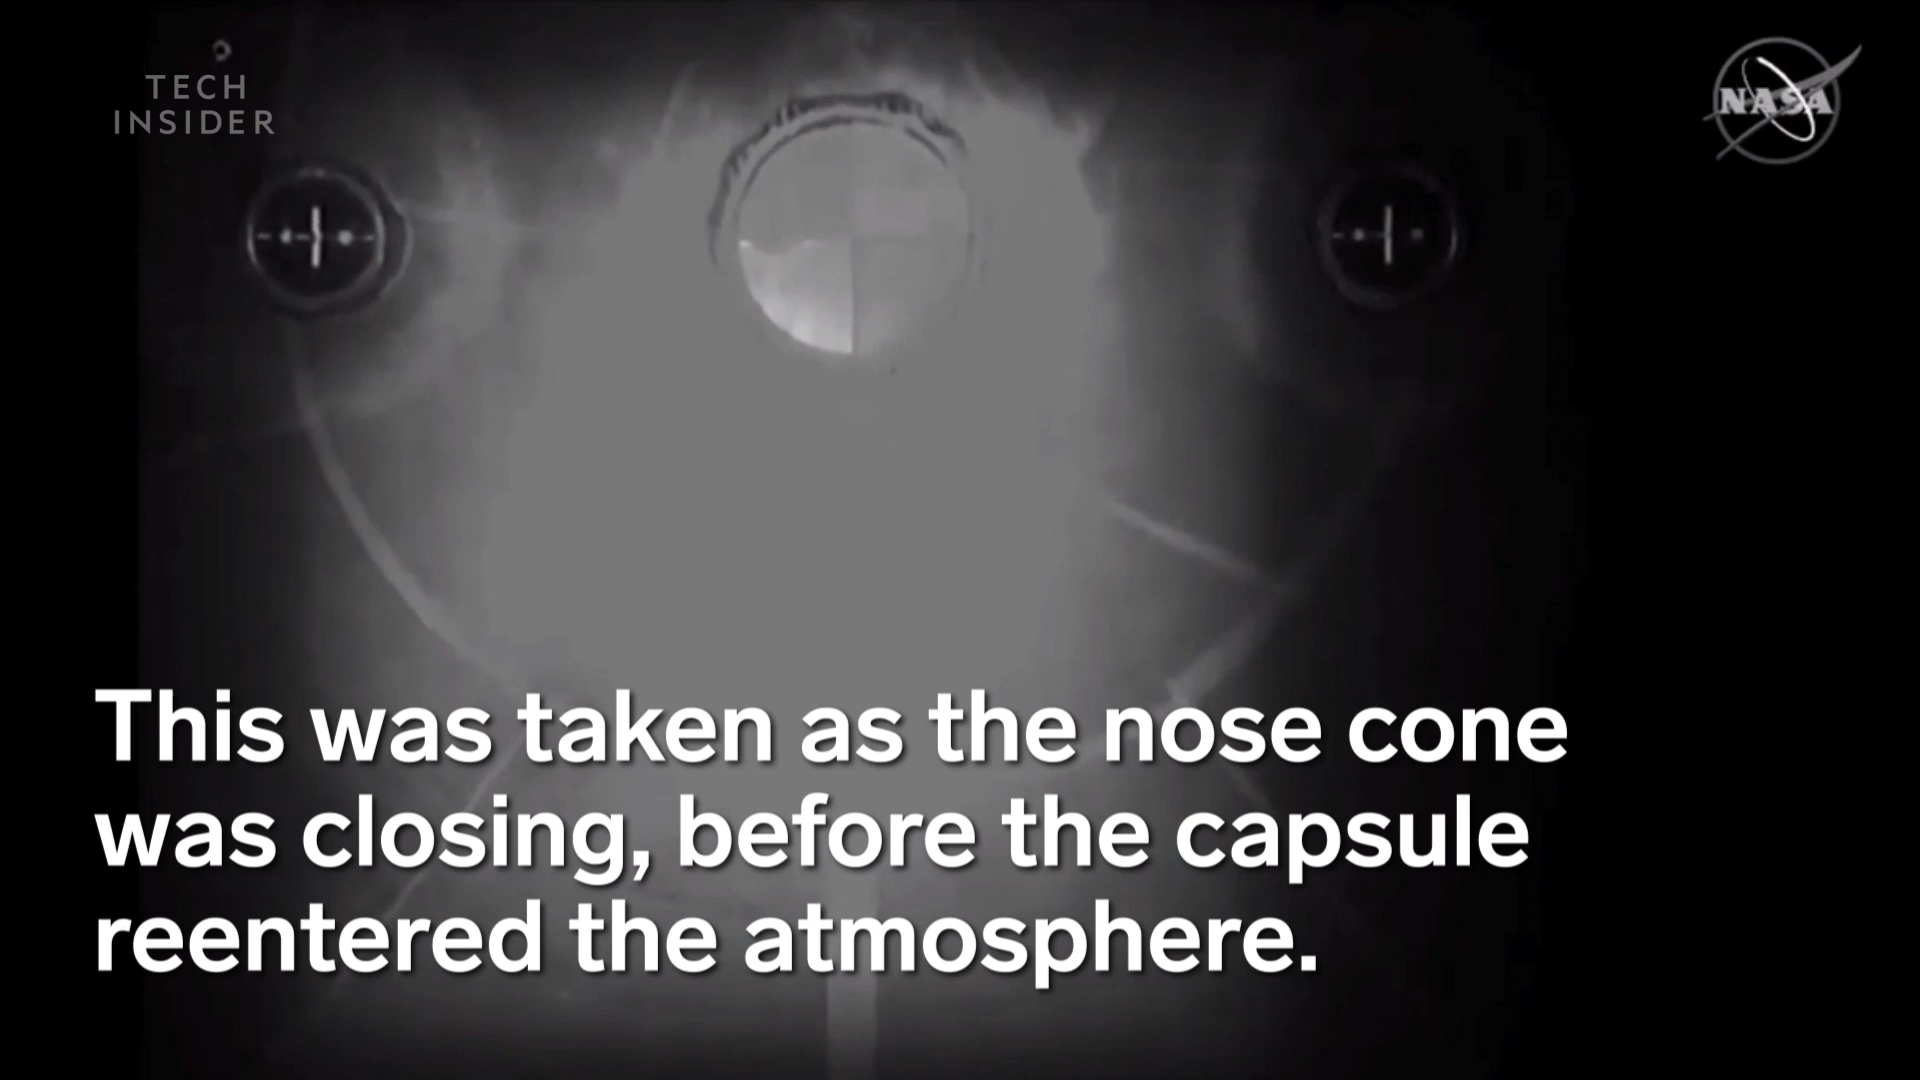 TECH
INSIDER
NASA
This was taken as the nose cone
was closing, before the capsule
reentered the atmosphere.